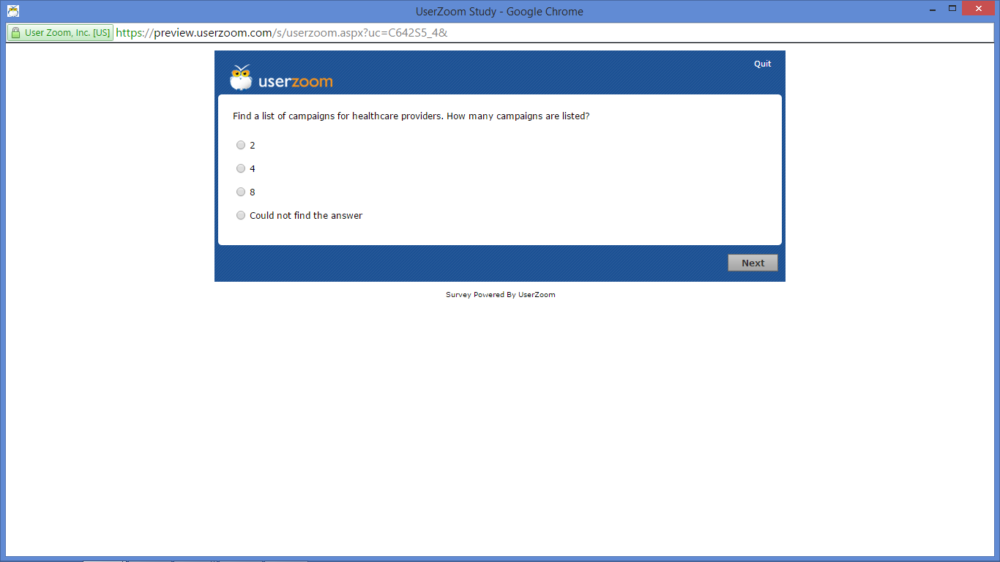 UserZoom Study - Google Chrome
User Zoom, Inc. [US] https://preview.userzoom.com/s/userzoom.aspx?uc=C642S5_4&
Quit
userzoom
Find a list of campaigns for healthcare providers. How many campaigns are listed?
2
4
8
Could not find the answer
Next
Survey Powered By UserZoom